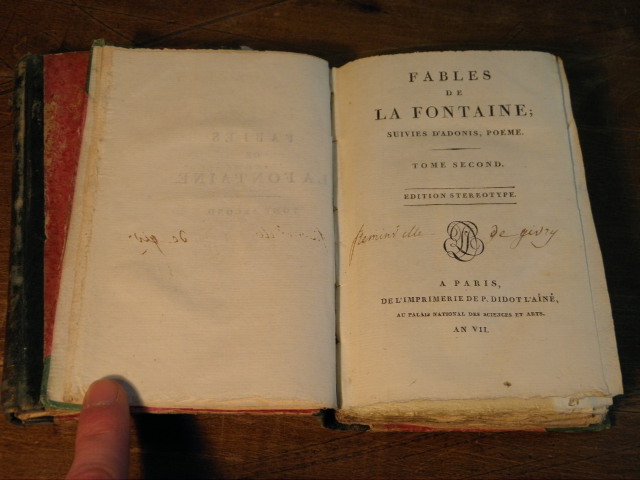 FABLES
DE
LA FONTAINE;
SUIVIES D'ADONIS, POEME.
TOME SECOND.
EDITION STEREOTYPE.
de givry
A PARIS,
DE L'IMPRIMERIE DE P. DIDOT L'AÎNÉ,
AU PALAIS NATIONAL DES SCIENCES ET ARTS.
AN VII.